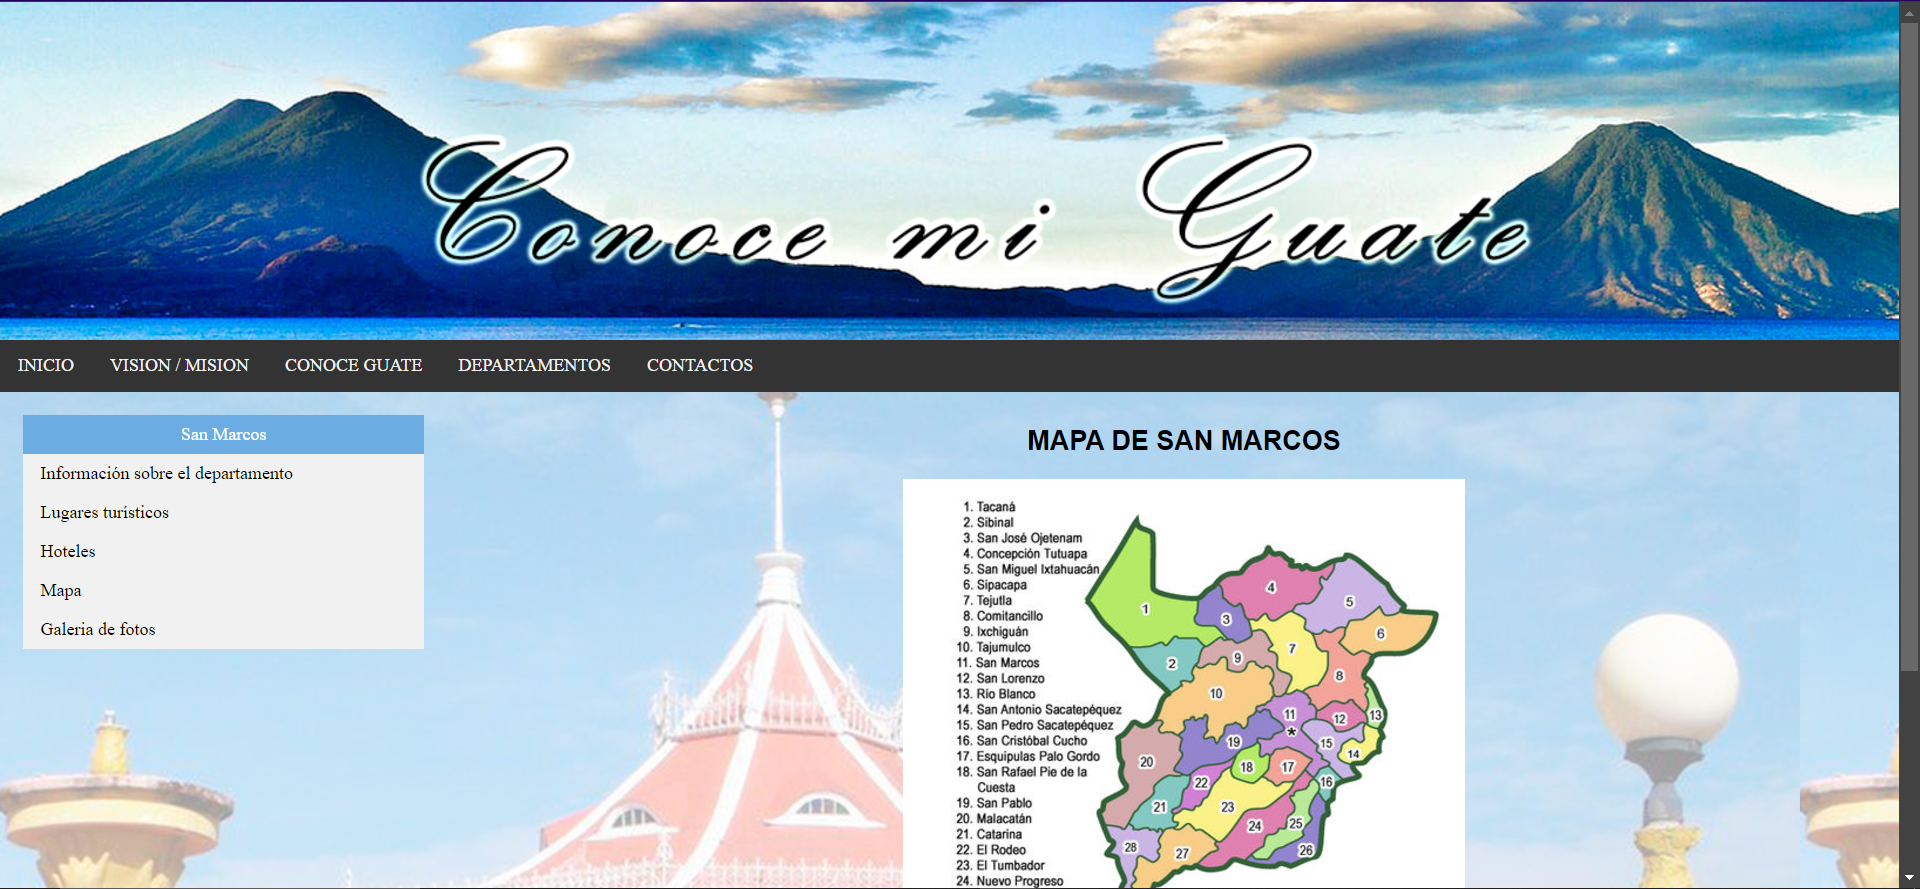 Conoce mi Guate
INICIO
VISION / MISION
CONOCE GUATE
DEPARTAMENTOS
CONTACTOS
San Marcos
Información sobre el departamento
Lugares turísticos
Hoteles
Mapa
Galeria de fotos
MAPA DE SAN MARCOS
1. Tacaná
2. Sibinal
3. San José Ojetenam
4. Concepción Tutuapa
5. San Miguel Ixtahuacán
6. Sipacapa
7. Tejutla
8. Comitancillo
9. Ixchiguán
10. Tajumulco
11. San Marcos
12. San Lorenzo
13. Río Blanco
14. San Antonio Sacatepéquez
15. San Pedro Sacatepéquez
16. San Cristóbal Cucho
17. Esquipulas Palo Gordo
18. San Rafael Pie de la
Cuesta
19. San Pablo
20. Malacatán
21. Catarina
22. El Rodeo
23. El Tumbador
24. Nuevo Progreso
1
4
5
3
6
7
9
2
8
10
11
12
13
*
19
15
14
20
18
17
16
22
21
23
24
25
28
27
26